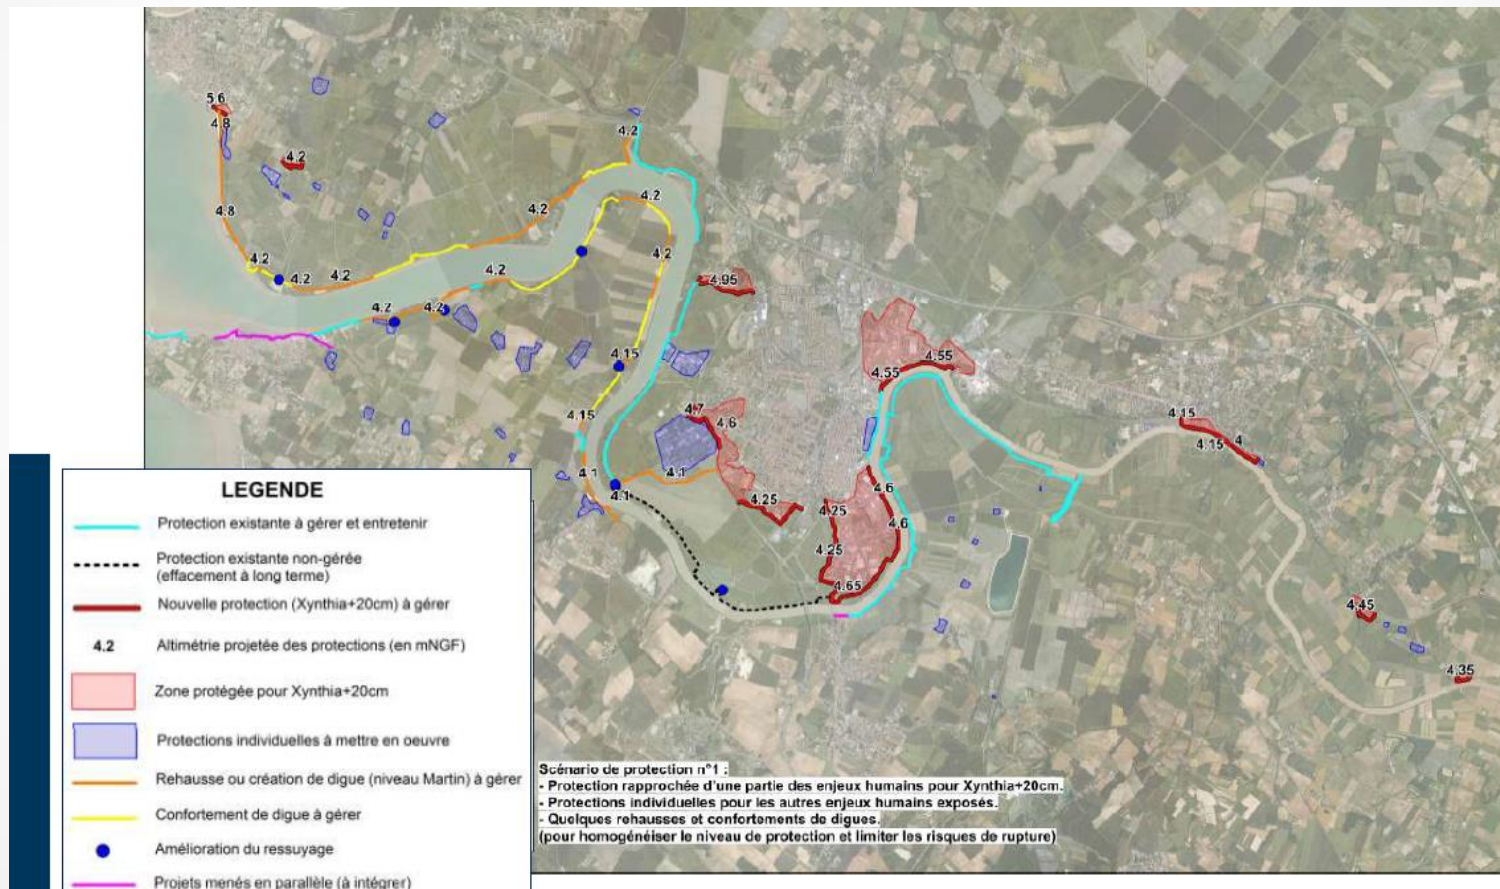 5.6
4.8
4.2
4.2
4.8
4.2
4.2
4.2
4.2
4.2
4.2
4.2
4.2
4.2
4.95
4.15
4.55
4.55
4.15
4.7
4.6
4.15
4.15
4
4.1
4.1
4.1
4.25
4.25
4.6
4.6
4.25
4.65
4.45
4.35
LEGENDE
Protection existante à gérer et entretenir
Protection existante non-gérée
(effacement à long terme)
Nouvelle protection (Xynthia+20cm) à gérer
4.2 Altimétrie projetée des protections (en mNGF)
Zone protégée pour Xynthia+20cm
Protections individuelles à mettre en oeuvre
Rehausse ou création de digue (niveau Martin) à gérer
Confortement de digue à gérer
Amélioration du ressuyage
Projets menés en parallèle (à intégrer)
Scénario de protection n°1 :
- Protection rapprochée d'une partie des enjeux humains pour Xynthia+20cm.
- Protections individuelles pour les autres enjeux humains exposés.
- Quelques rehausses et confortements de digues.
(pour homogénéiser le niveau de protection et limiter les risques de rupture)